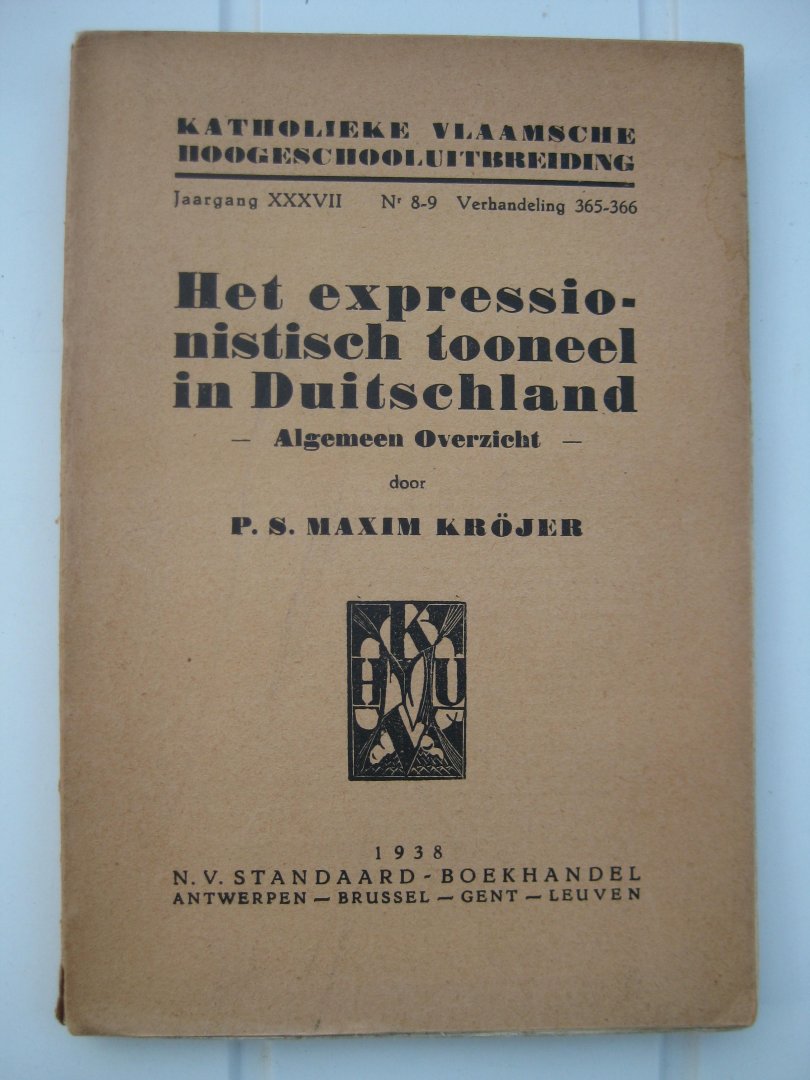 KATHOLIEKE VLAAMSCHE
HOOGESCHOOLUITBREIDING
Jaargang XXXVII Nr 8-9 Verhandeling 365-366
Het expressio-
nistisch tooneel
in Duitschland
— Algemeen Overzicht —
door
P. S. MAXIM KRÖJER
K
H V U
1938
N. V. STANDAARD - BOEKHANDEL
ANTWERPEN — BRUSSEL — GENT — LEUVEN